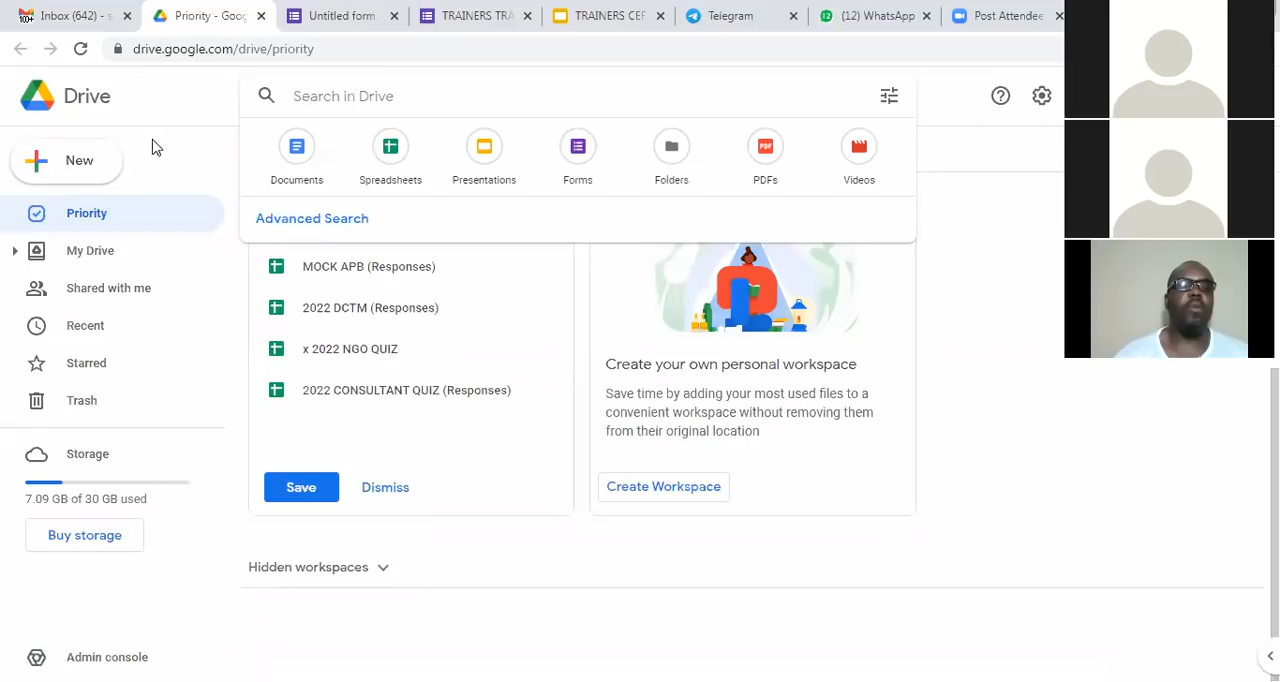 Inbox (642) - s
Priority - Goog
Untitled form
TRAINERS TRA
TRAINERS CEF
Telegram
(12) WhatsApp
Post Attendee
drive.google.com/drive/priority
Drive
Search in Drive
New
Documents
Spreadsheets
Presentations
Forms
Folders
PDFs
Videos
Advanced Search
Priority
My Drive
Shared with me
Recent
Starred
Trash
Storage
7.09 GB of 30 GB used
Buy storage
Admin console
MOCK APB (Responses)
2022 DCTM (Responses)
x 2022 NGO QUIZ
2022 CONSULTANT QUIZ (Responses)
Save
Dismiss
Create your own personal workspace
Save time by adding your most used files to a
convenient workspace without removing them
from their original location
Create Workspace
Hidden workspaces